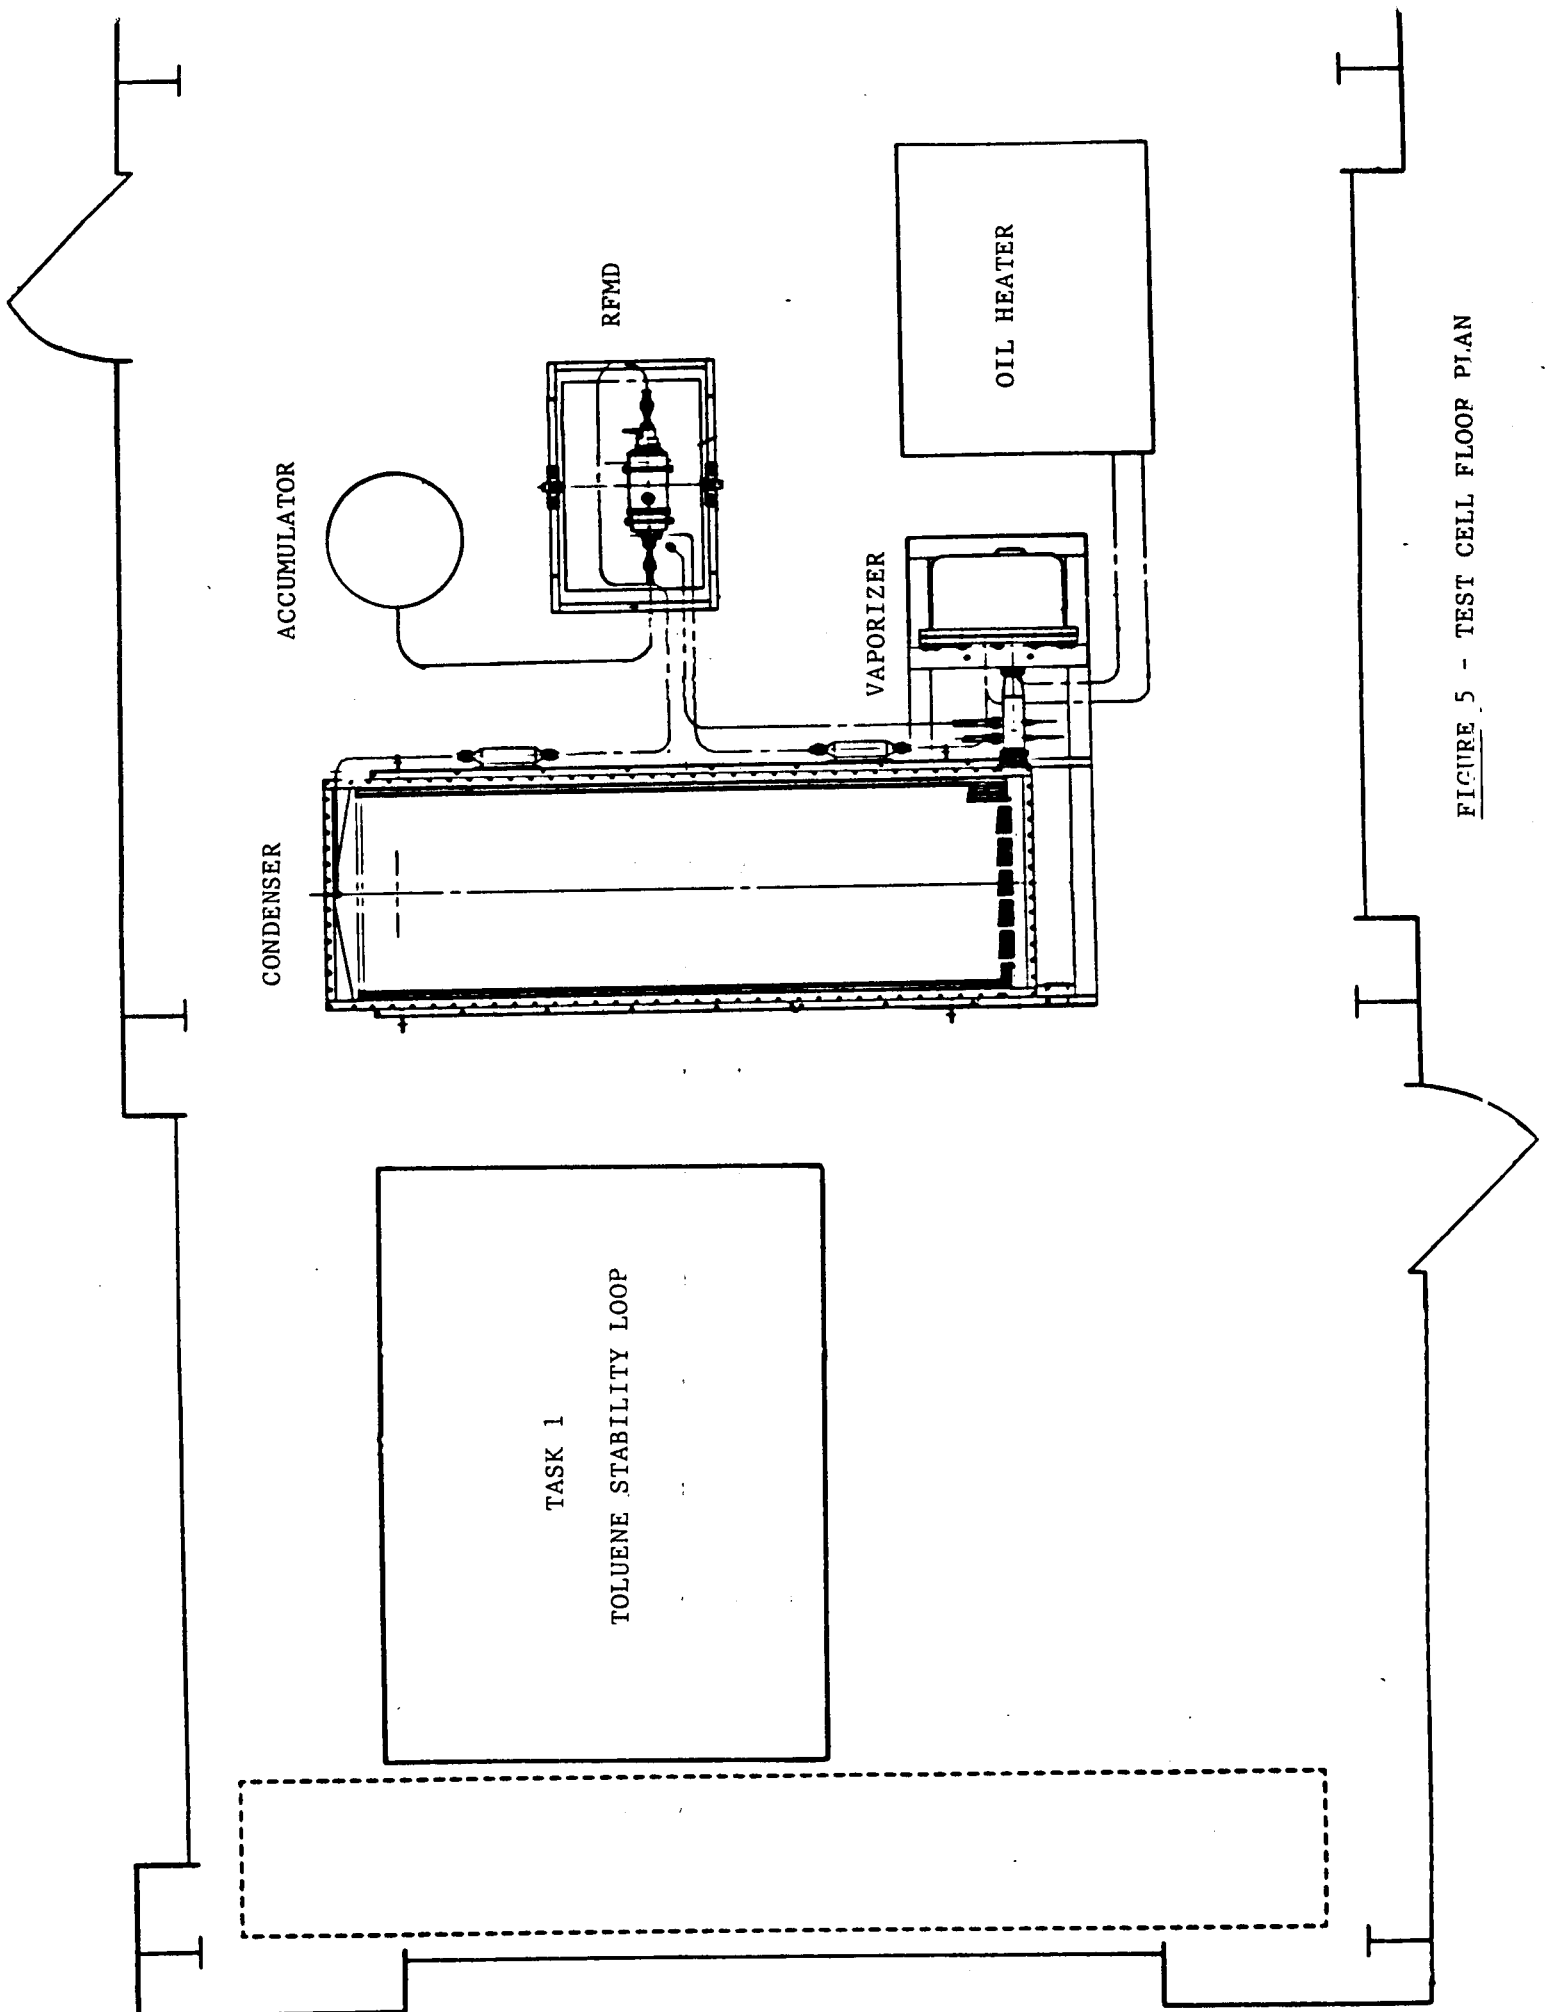 TASK 1
TOLUENE STABILITY LOOP
CONDENSER
ACCUMULATOR
RFMD
VAPORIZER
OIL HEATER
FIGURE 5 - TEST CELL FLOOR PLAN